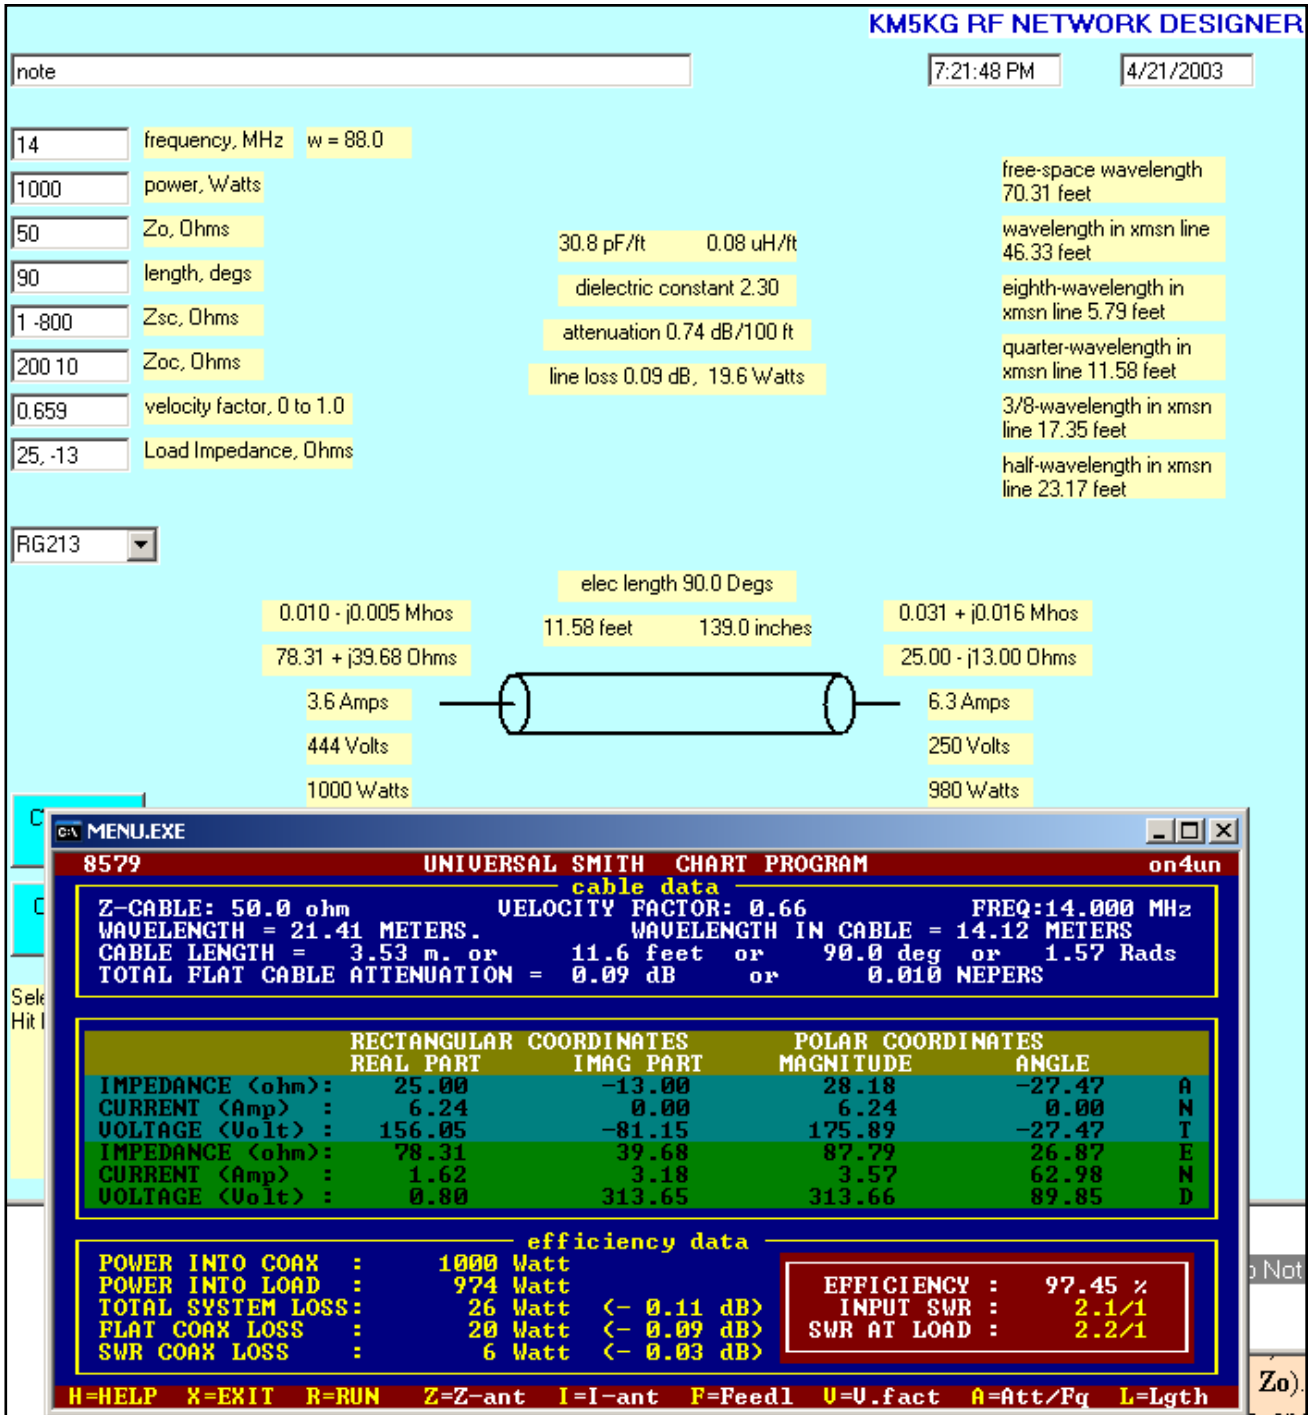 KM5KG RF NETWORK DESIGNER
note
7:21:48 PM
4/21/2003
14 frequency, MHz w = 88.0
1000 power, Watts
50 Zo, Ohms
90 length, degs
1 -800 Zsc, Ohms
200 10 Zoc, Ohms
0.659 velocity factor, 0 to 1.0
25, -13 Load Impedance, Ohms
30.8 pF/ft 0.08 uH/ft
dielectric constant 2.30
attenuation 0.74 dB/100 ft
line loss 0.09 dB, 19.6 Watts
free-space wavelength
70.31 feet
wavelength in xmsn line
46.33 feet
eighth-wavelength in
xmsn line 5.79 feet
quarter-wavelength in
xmsn line 11.58 feet
3/8-wavelength in xmsn
line 17.35 feet
half-wavelength in xmsn
line 23.17 feet
RG213
elec length 90.0 Degs
11.58 feet 139.0 inches
0.010 - j0.005 Mhos
78.31 + j39.68 Ohms
3.6 Amps
444 Volts
1000 Watts
0.031 + j0.016 Mhos
25.00 - j13.00 Ohms
6.3 Amps
250 Volts
980 Watts
MENU.EXE
8579 UNIVERSAL SMITH CHART PROGRAM on4un
cable data
Z-CABLE: 50.0 ohm VELOCITY FACTOR: 0.66 FREQ:14.000 MHz
WAVELENGTH = 21.41 METERS. WAVELENGTH IN CABLE = 14.12 METERS
CABLE LENGTH = 3.53 m. or 11.6 feet or 90.0 deg or 1.57 Rads
TOTAL FLAT CABLE ATTENUATION = 0.09 dB or 0.010 NEPERS
RECTANGULAR COORDINATES POLAR COORDINATES
REAL PART IMAG PART MAGNITUDE ANGLE
IMPEDANCE (ohm): 25.00 -13.00 28.18 -27.47 A
CURRENT (Amp) : 6.24 0.00 6.24 0.00 N
VOLTAGE (Volt) : 156.05 -81.15 175.89 -27.47 T
IMPEDANCE (ohm): 78.31 39.68 87.79 26.87 E
CURRENT (Amp) : 1.62 3.18 3.57 62.98 N
VOLTAGE (Volt) : 0.80 313.65 313.66 89.85 D
efficiency data
POWER INTO COAX : 1000 Watt
POWER INTO LOAD : 974 Watt
TOTAL SYSTEM LOSS: 26 Watt (- 0.11 dB)
FLAT COAX LOSS : 20 Watt (- 0.09 dB)
SWR COAX LOSS : 6 Watt (- 0.03 dB)
EFFICIENCY : 97.45 %
INPUT SWR : 2.1/1
SWR AT LOAD : 2.2/1
H=HELP X=EXIT R=RUN Z=Z-ant I=I-ant F=Feedl V=V.fact A=Att/Fq L=Lgth
Not
Zo).